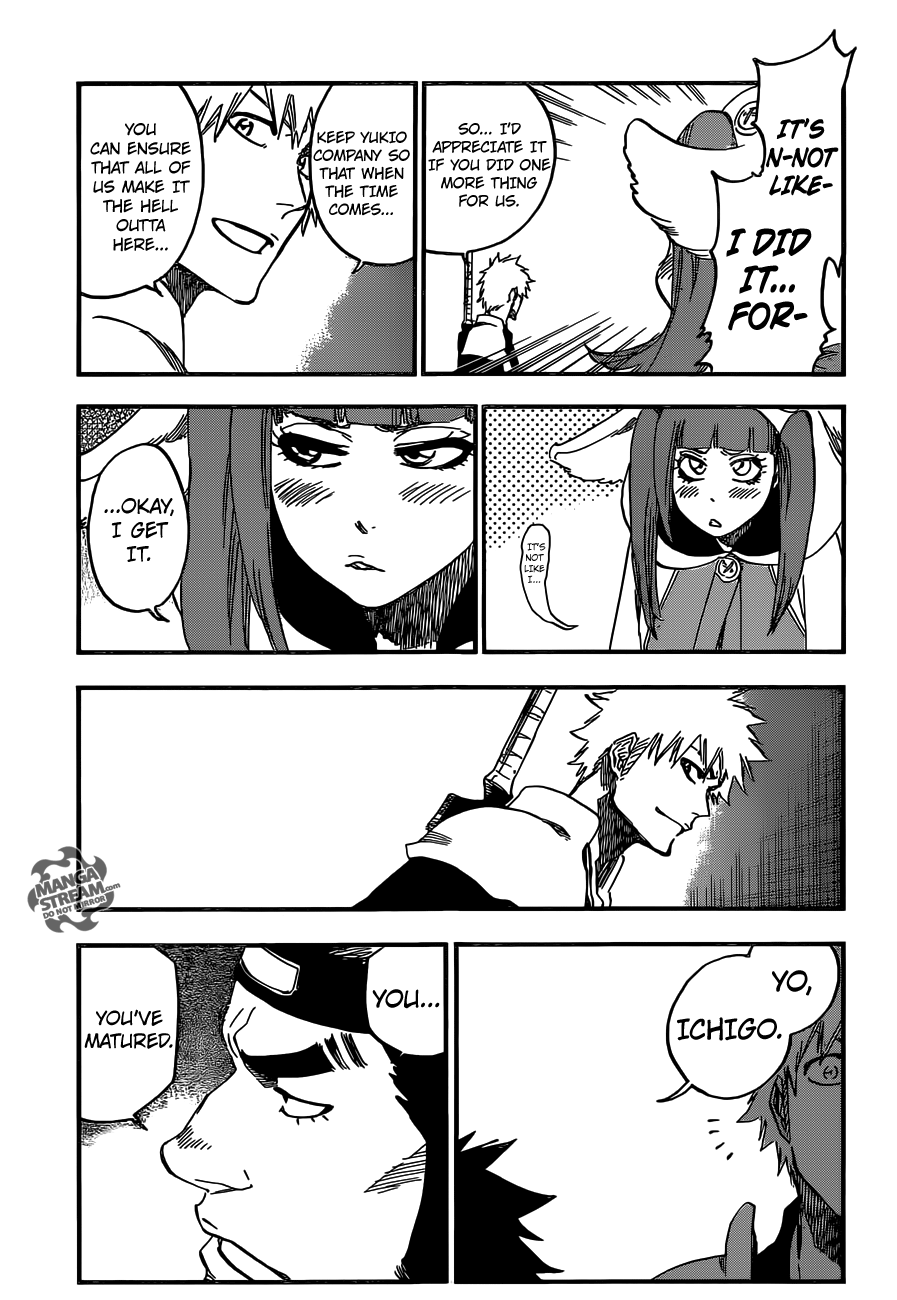 IT'S
N-NOT
LIKE-
I DID
IT...
FOR-
SO... I'D
APPRECIATE IT
IF YOU DID ONE
MORE THING
FOR US.
KEEP YUKIO
COMPANY SO
THAT WHEN
THE TIME
COMES...
YOU
CAN ENSURE
THAT ALL OF
US MAKE IT
THE HELL
OUTTA
HERE...
IT'S
NOT
LIKE
I...
...OKAY,
I GET
IT.
MANGA
STREAM.com
DO NOT MIRROR
YO,
ICHIGO.
YOU...
YOU'VE
MATURED.